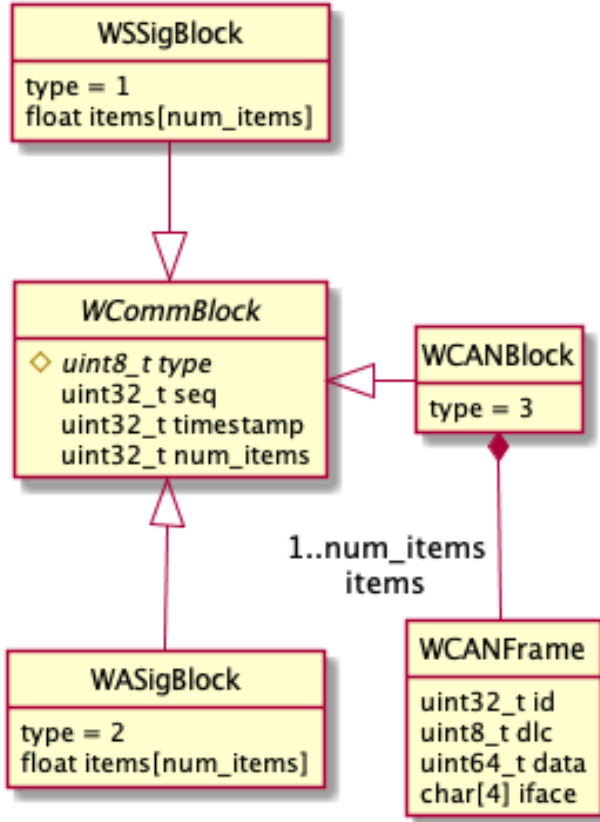 WSSigBlock
type = 1
float items[num_items]
WCommBlock
uint8_t type
uint32_t seq
uint32_t timestamp
uint32_t num_items
WCANBlock
type = 3
1..num_items
items
WASigBlock
type = 2
float items[num_items]
WCANFrame
uint32_t id
uint8_t dlc
uint64_t data
char[4] iface